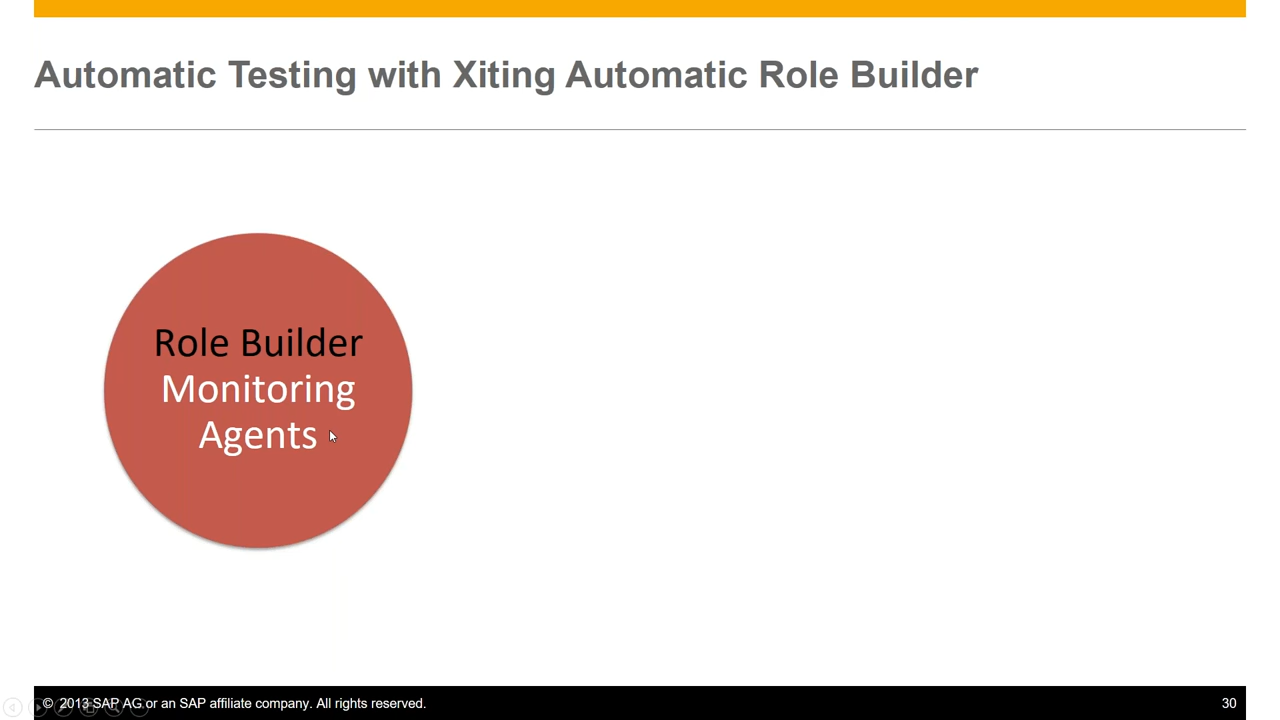 Automatic Testing with Xiting Automatic Role Builder
Role Builder
Monitoring
Agents
© 2013 SAP AG or an SAP affiliate company. All rights reserved.
30